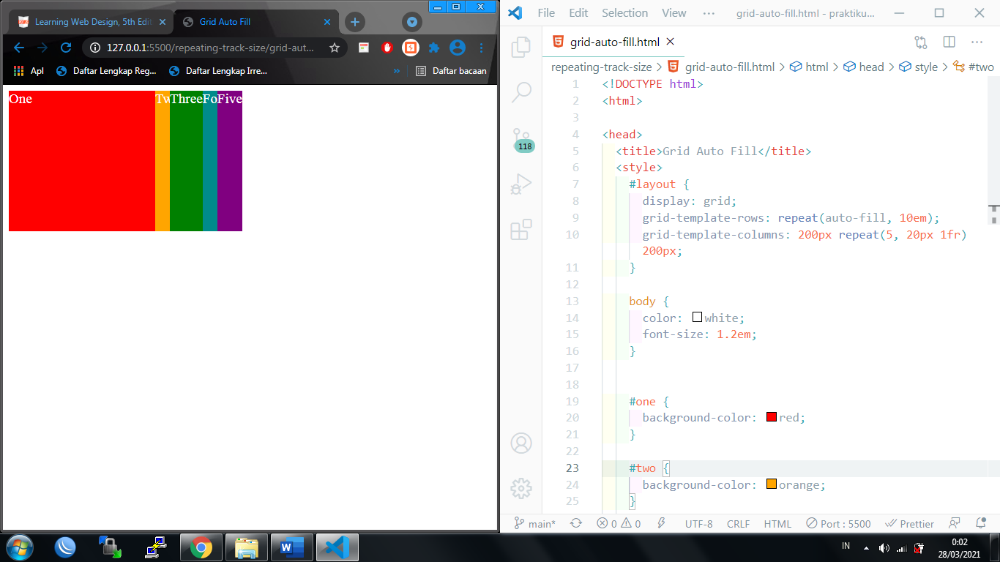 Learning Web Design, 5th Edit
Grid Auto Fill
127.0.0.1:5500/repeating-track-size/grid-aut...
Apl
Daftar Lengkap Reg...
Daftar Lengkap Irre...
»
Daftar bacaan
One
Tw
Three
Fo
Five
File Edit Selection View ··· grid-auto-fill.html - praktiku...
grid-auto-fill.html
repeating-track-size > grid-auto-fill.html > html > head > style > #two
1 <!DOCTYPE html>
2 <html>
3
4 <head>
5 <title>Grid Auto Fill</title>
6 <style>
7 #layout {
8 display: grid;
9 grid-template-rows: repeat(auto-fill, 10em);
10 grid-template-columns: 200px repeat(5, 20px 1fr)
200px;
11 }
12
13 body {
14 color: white;
15 font-size: 1.2em;
16 }
17
18
19 #one {
20 background-color: red;
21 }
22
23 #two {
24 background-color: orange;
25 }
118
main* 0 0 UTF-8 CRLF HTML Port : 5500 Prettier
IN
0:02
28/03/2021